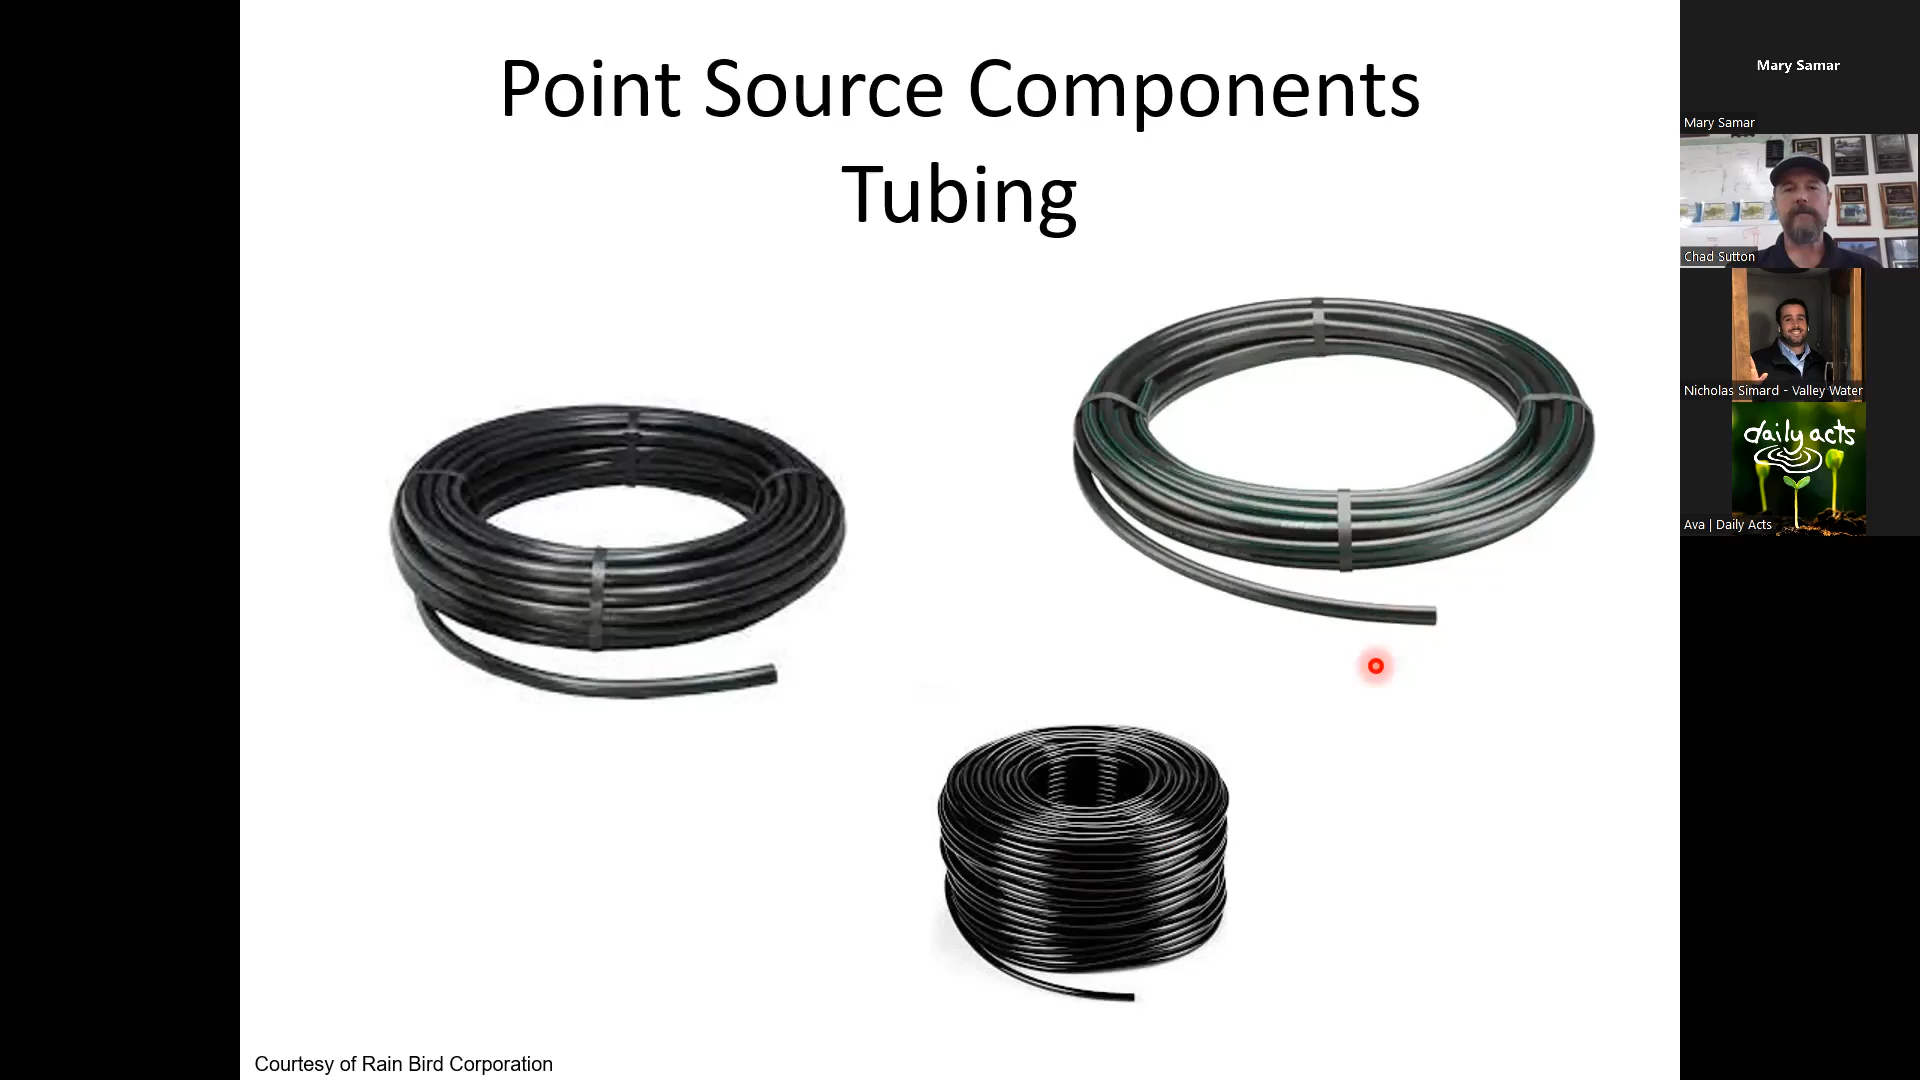 Point Source Components
Tubing
Courtesy of Rain Bird Corporation
Mary Samar
Mary Samar
Chad Sutton
Nicholas Simard - Valley Water
daily acts
Ava | Daily Acts